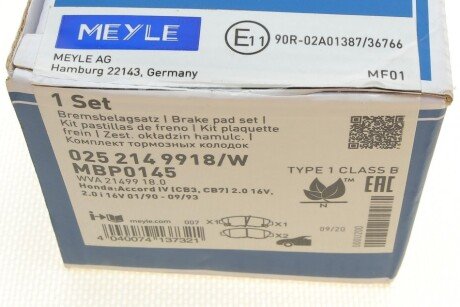 MEYLE
E11 90R-02A01387/36766
MEYLE AG
Hamburg 22143, Germany
MF01
1 Set
Bremsbelagsatz | Brake pad set |
Kit pastillas de freno | Kit plaquette
frein | Zest. okładzin hamulc. |
Комплект тормозных колодок
025 214 9918/W
MBP0145
WVA 21499 18.0
Honda:Accord IV (CB3, CB7) 2.0 16V,
2.0 i 16V 01/90 - 09/93
TYPE 1 CLASS B
N
EAC
meyle.com
007
X1
X1
X2
09/20
4 040074 137321